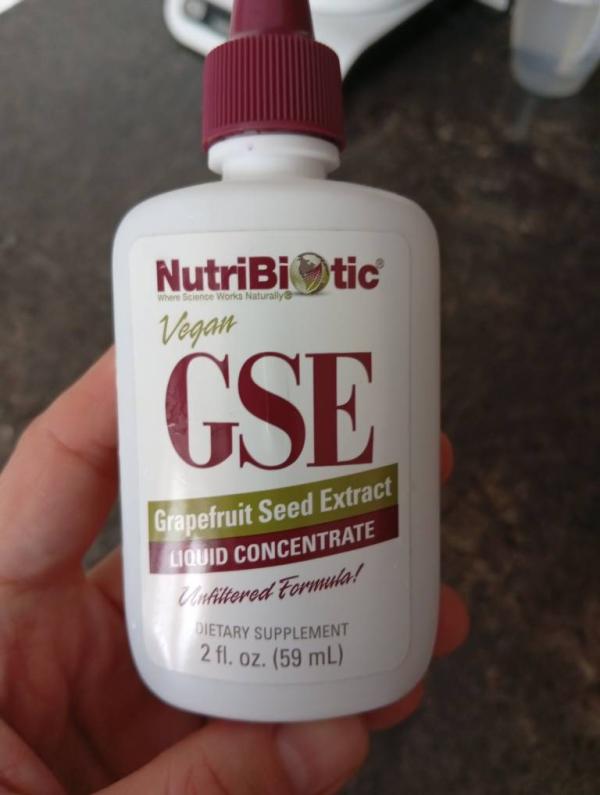 NutriBiotic®
Where Science Works Naturally®
Vegan
GSE
Grapefruit Seed Extract
LIQUID CONCENTRATE
Unfiltered Formula!
DIETARY SUPPLEMENT
2 fl. oz. (59 mL)